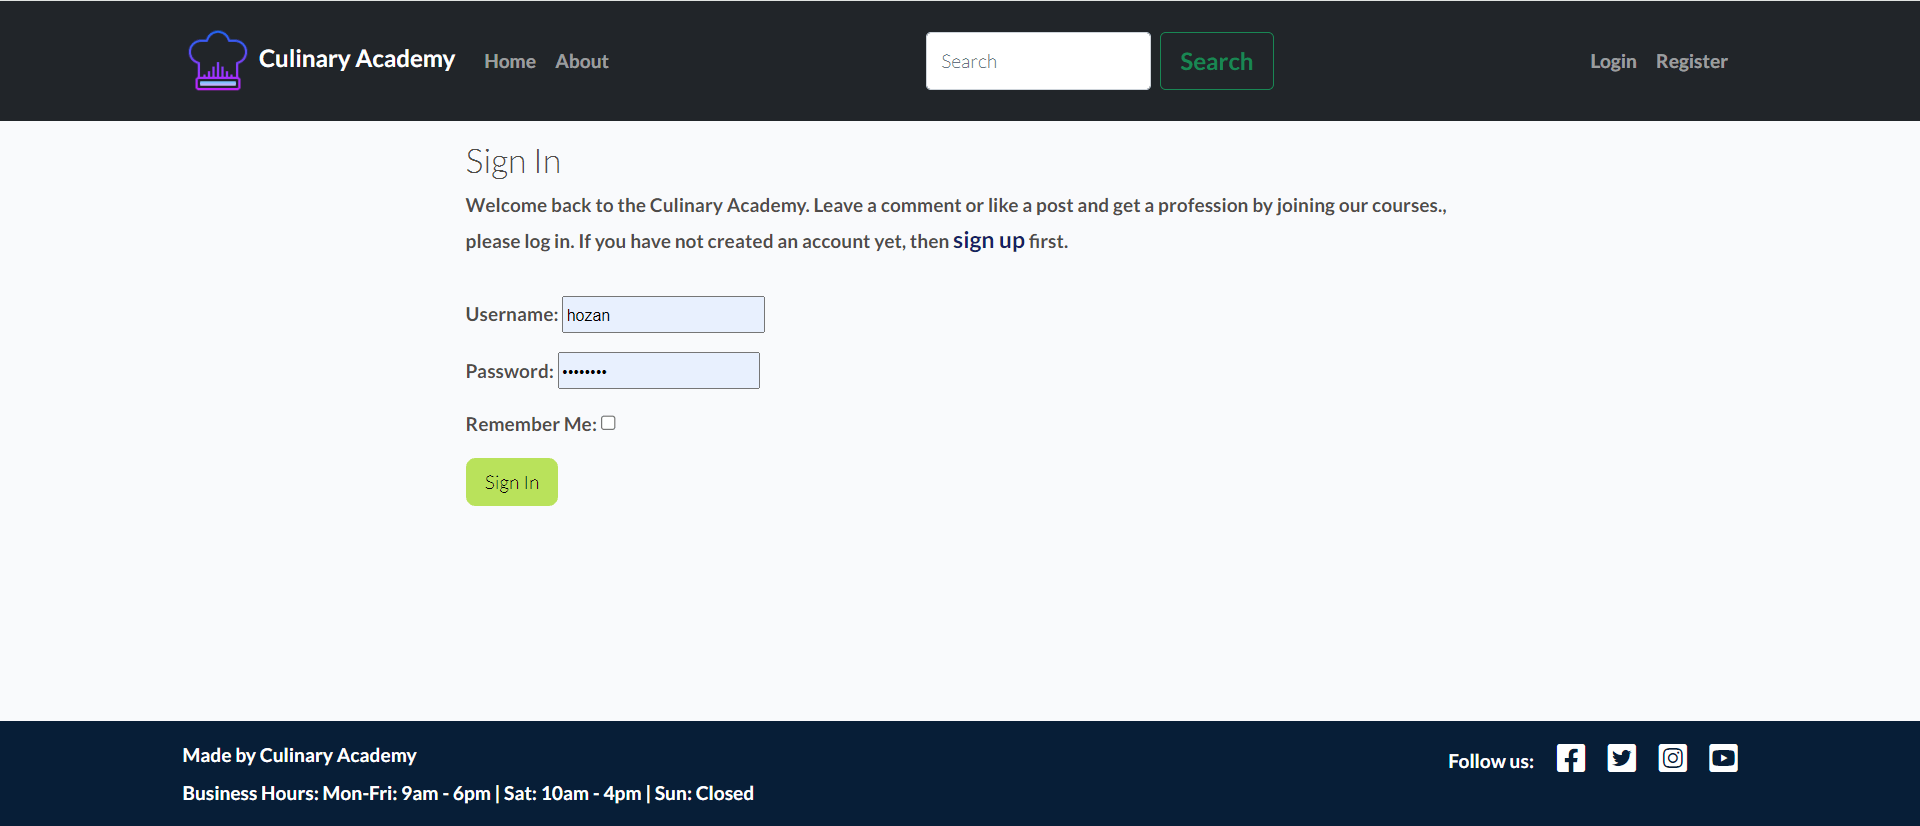 Culinary Academy Home About Search Search Login Register
Sign In
Welcome back to the Culinary Academy. Leave a comment or like a post and get a profession by joining our courses.,
please log in. If you have not created an account yet, then sign up first.
Username: hozan
Password: ••••••••
Remember Me:
Sign In
Made by Culinary Academy
Follow us:
Business Hours: Mon-Fri: 9am - 6pm | Sat: 10am - 4pm | Sun: Closed